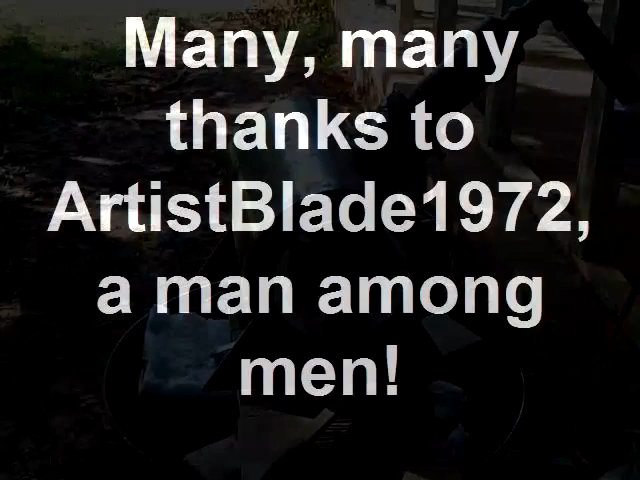 Many, many
thanks to
ArtistBlade1972,
a man among
men!